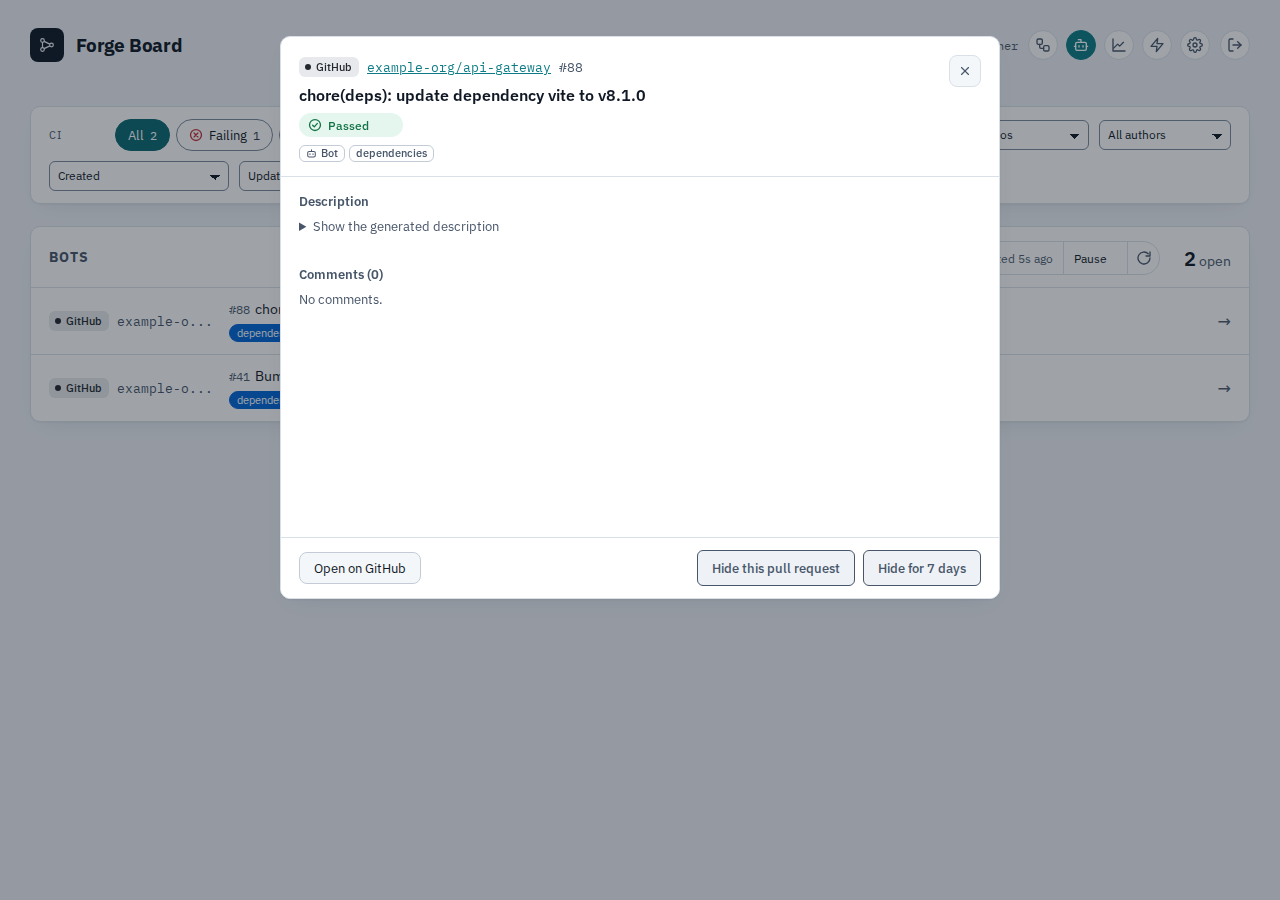 Forge Board
CI
All 2
Failing 1
All authors
Created
BOTS
5s ago
Pause
2 open
GitHub example-o... #88
GitHub example-o... #41
GitHub example-org/api-gateway #88
chore(deps): update dependency vite to v8.1.0
Passed
Bot dependencies
Description
Show the generated description
Comments (0)
No comments.
Open on GitHub
Hide this pull request
Hide for 7 days